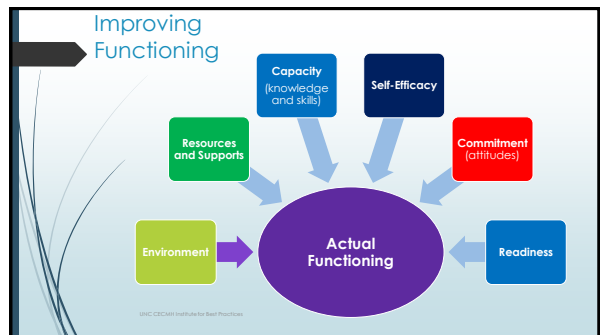 Improving
Functioning
Capacity
(knowledge
and skills)
Self-Efficacy
Resources
and Supports
Commitment
(attitudes)
Environment
Actual
Functioning
Readiness
UNC CECMH Institute for Best Practices